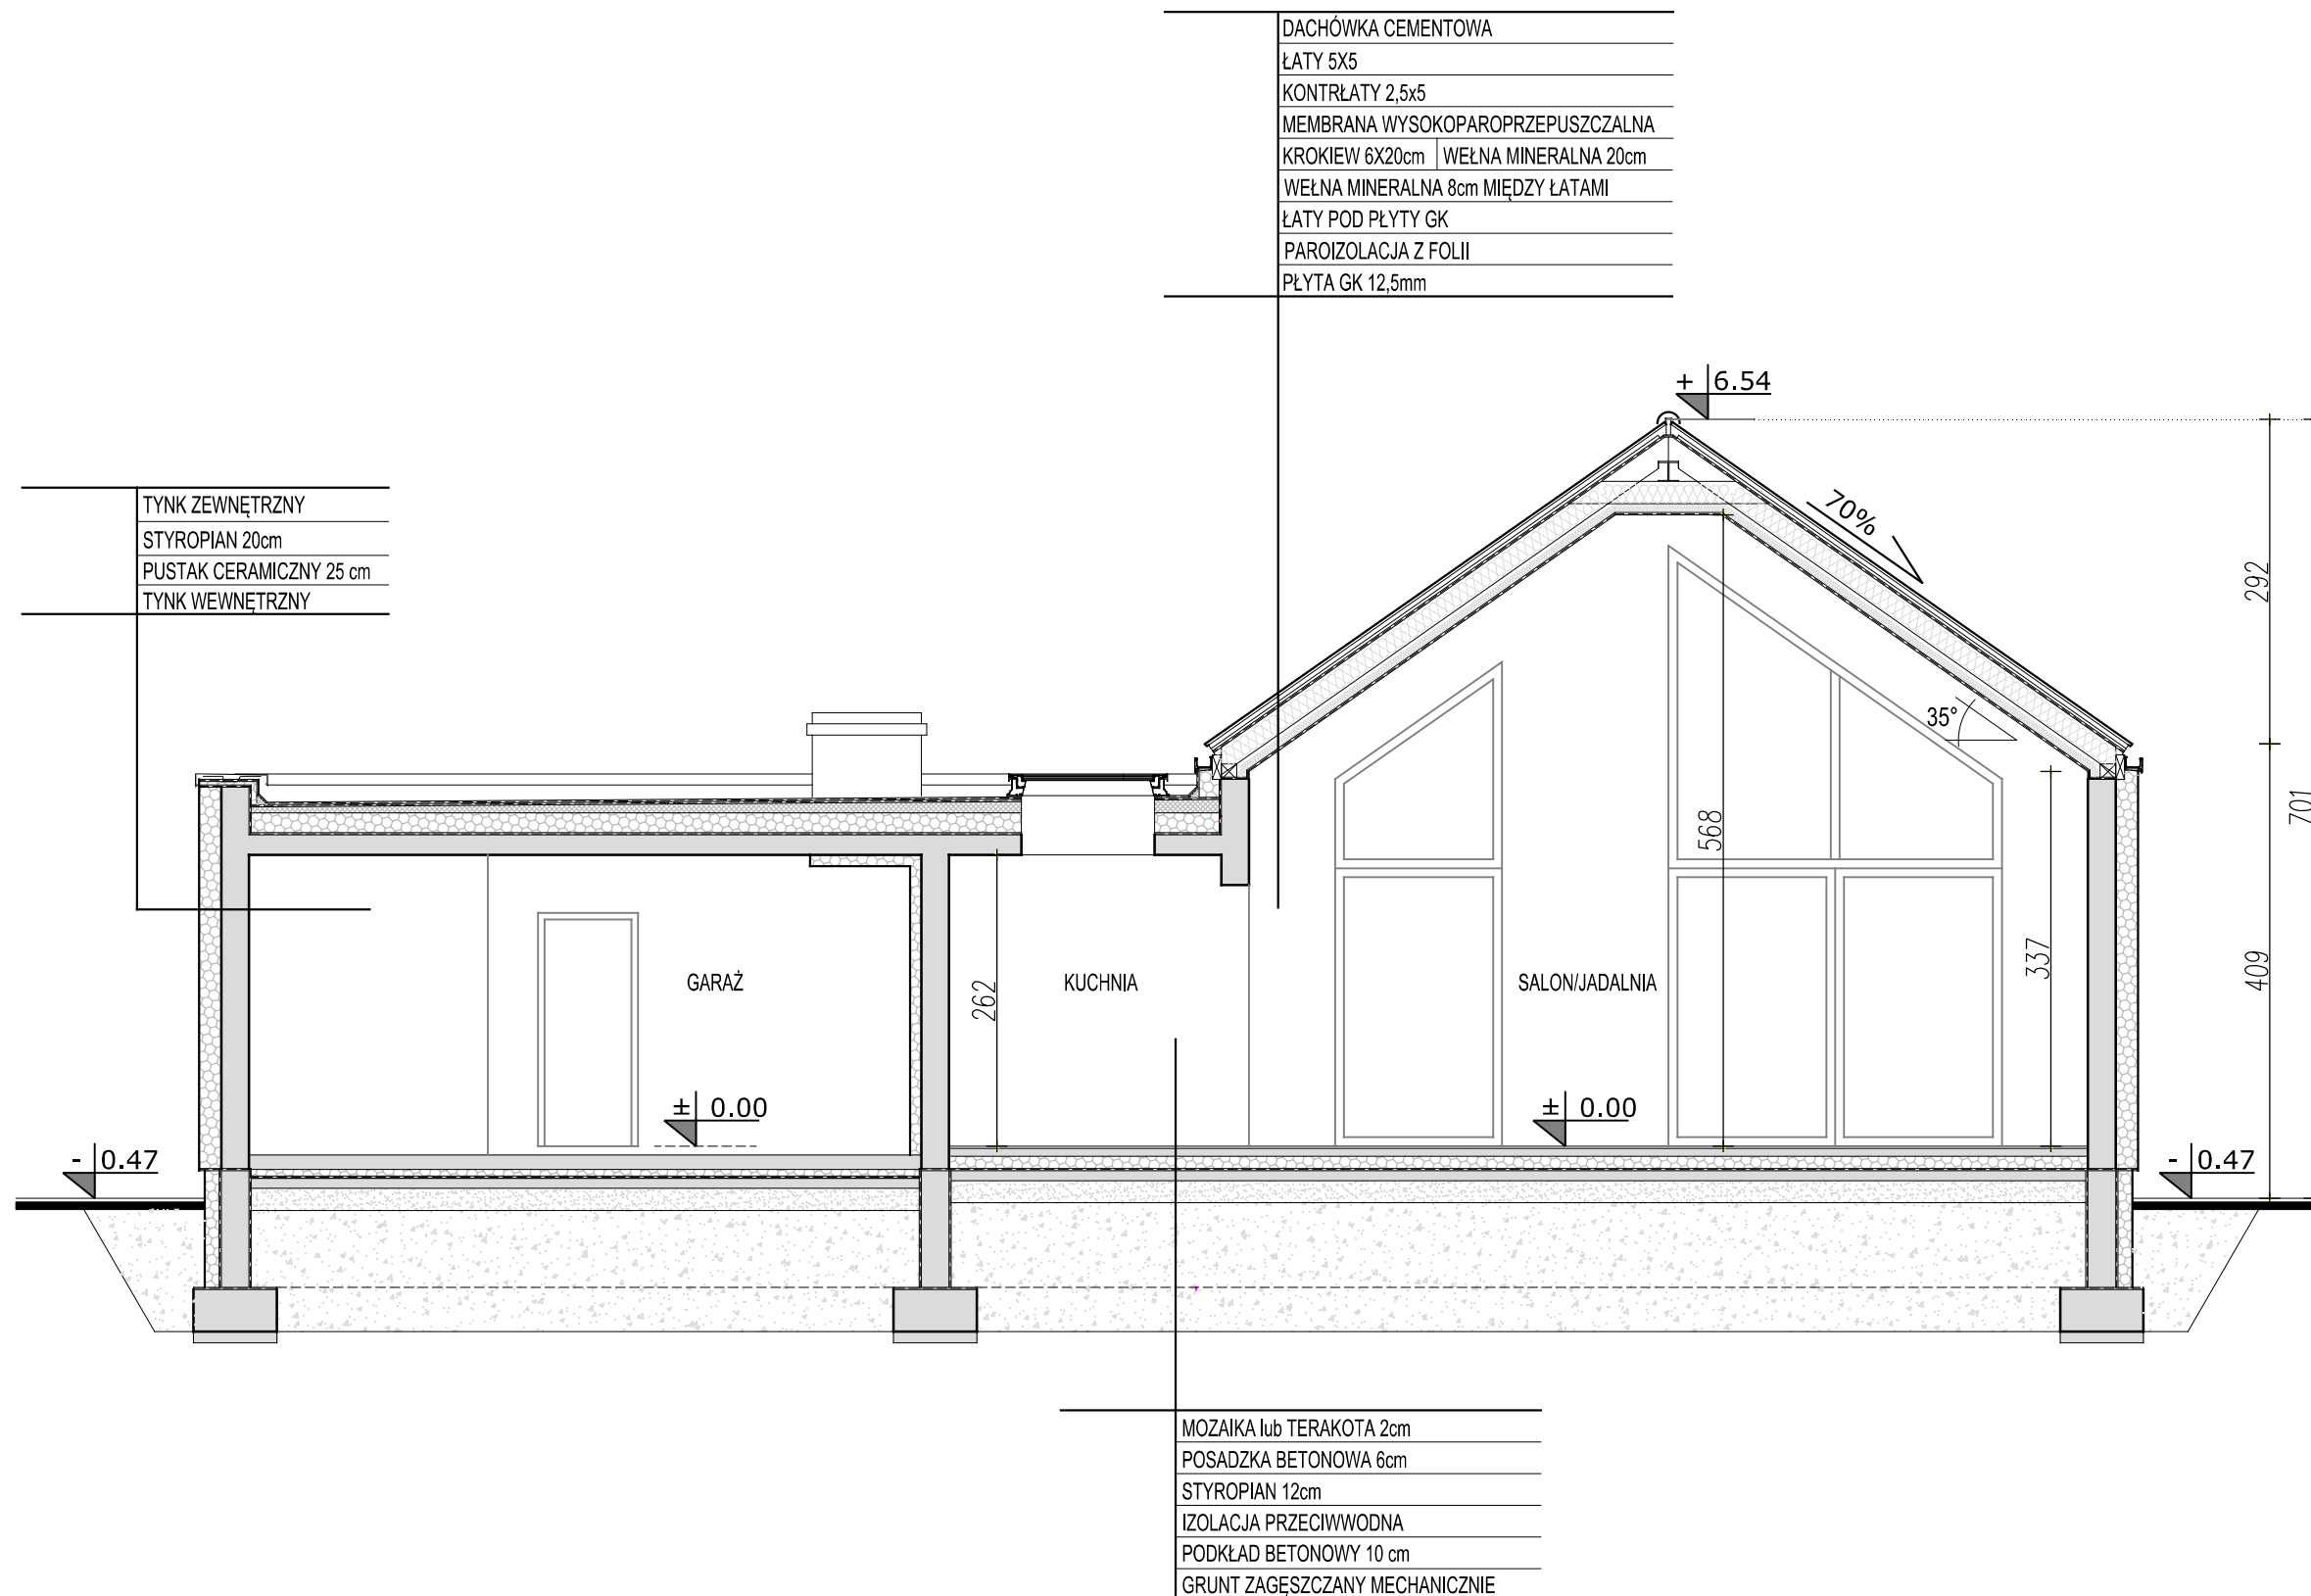 DACHÓWKA CEMENTOWA
ŁATY 5X5
KONTRŁATY 2,5x5
MEMBRANA WYSOKOPAROPRZEPUSZCZALNA
KROKIEW 6X20cm WEŁNA MINERALNA 20cm
WEŁNA MINERALNA 8cm MIĘDZY ŁATAMI
ŁATY POD PŁYTY GK
PAROIZOLACJA Z FOLII
PŁYTA GK 12,5mm
+ 6.54
TYNK ZEWNĘTRZNY
STYROPIAN 20cm
PUSTAK CERAMICZNY 25 cm
TYNK WEWNĘTRZNY
70%
292
35°
701
568
337
409
262
GARAŻ
KUCHNIA
SALON/JADALNIA
± 0.00
± 0.00
- 0.47
- 0.47
MOZAIKA lub TERAKOTA 2cm
POSADZKA BETONOWA 6cm
STYROPIAN 12cm
IZOLACJA PRZECIWWODNA
PODKŁAD BETONOWY 10 cm
GRUNT ZAGĘSZCZANY MECHANICZNIE